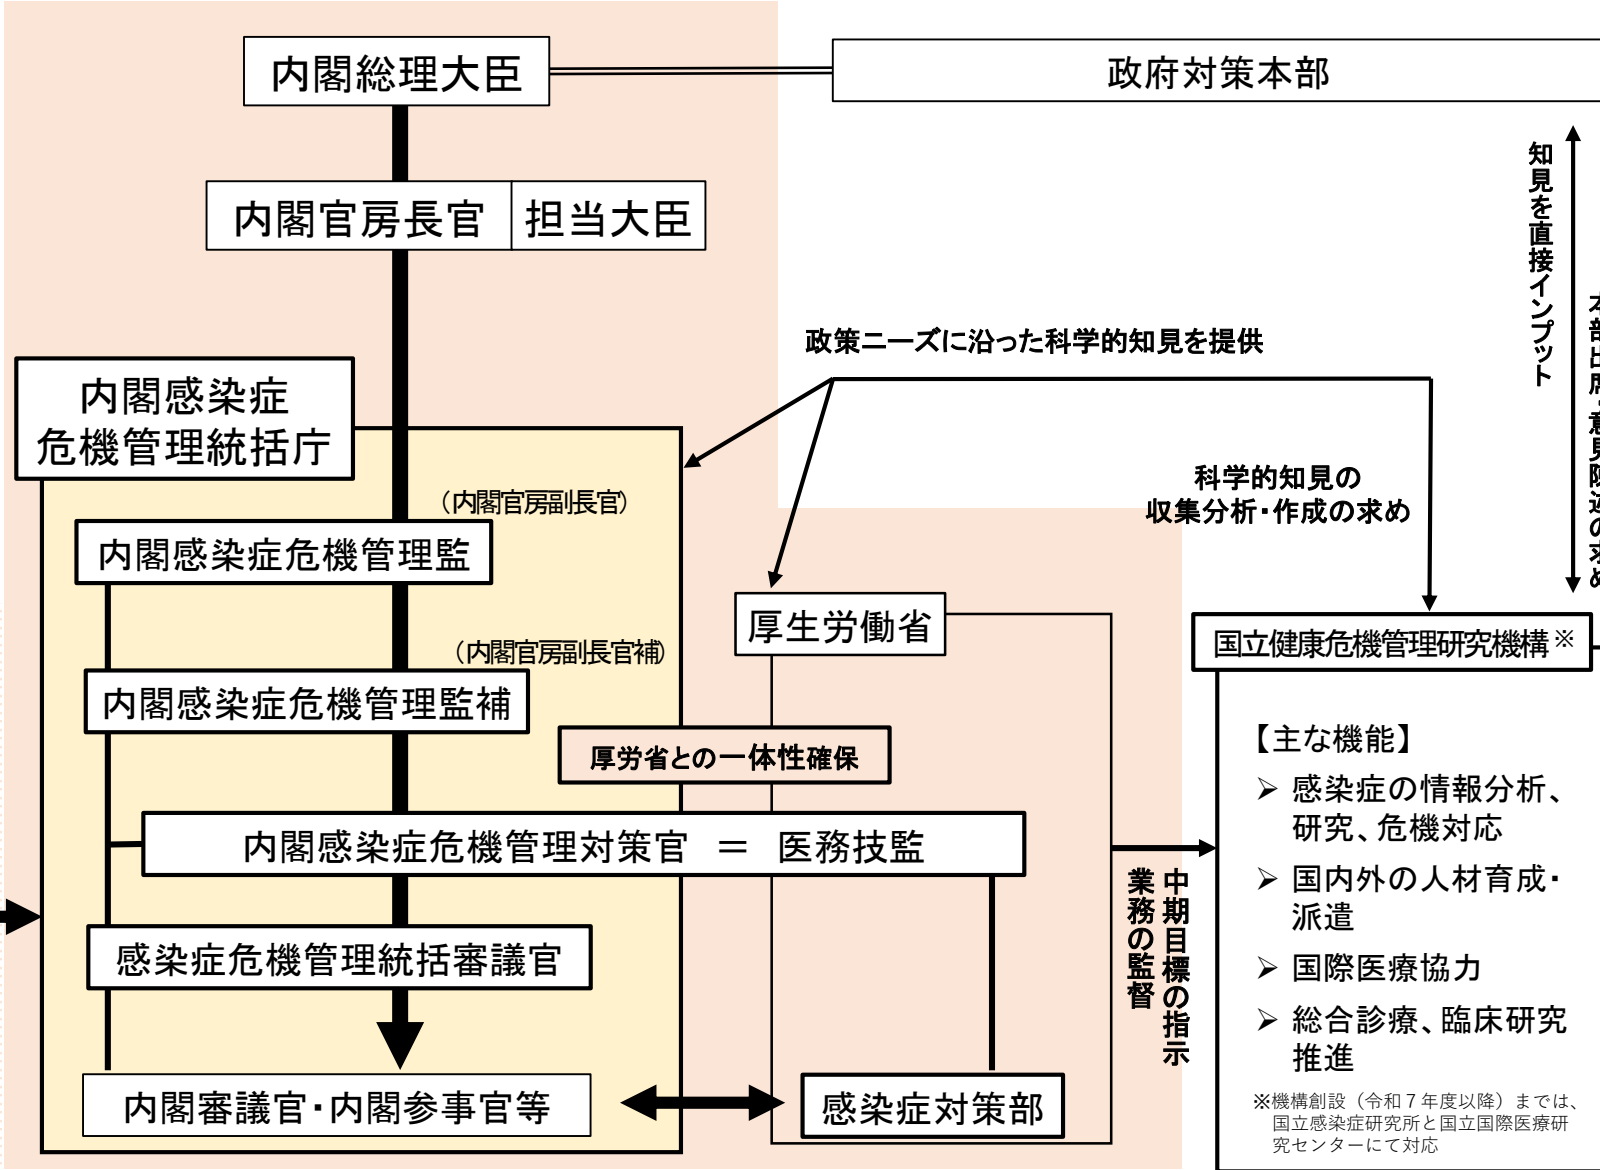 内閣総理大臣
政府対策本部
内閣官房長官
担当大臣
知見を直接インプット
本部出席・意見陳述の求め
政策ニーズに沿った科学的知見を提供
科学的知見の
収集分析・作成の求め
内閣感染症
危機管理統括庁
(内閣官房副長官)
内閣感染症危機管理監
(内閣官房副長官補)
内閣感染症危機管理監補
厚生労働省
厚労省との一体性確保
内閣感染症危機管理対策官 ＝ 医務技監
感染症危機管理統括審議官
内閣審議官・内閣参事官等
感染症対策部
中期目標の指示
業務の監督
国立健康危機管理研究機構※
【主な機能】
➢ 感染症の情報分析、
研究、危機対応
➢ 国内外の人材育成・
派遣
➢ 国際医療協力
➢ 総合診療、臨床研究
推進
※機構創設（令和７年度以降）までは、
国立感染症研究所と国立国際医療研
究センターにて対応